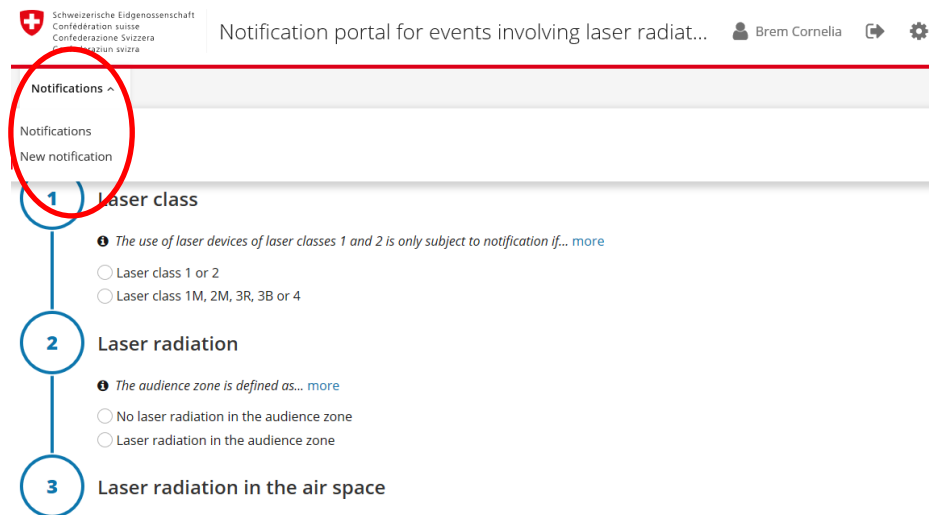 Schweizerische Eidgenossenschaft
Confédération suisse
Confederazione Svizzera
Confederaziun svizra
Notification portal for events involving laser radiat...
Brem Cornelia
Notifications
Notifications
New notification
1 Laser class
The use of laser devices of laser classes 1 and 2 is only subject to notification if... more
Laser class 1 or 2
Laser class 1M, 2M, 3R, 3B or 4
2 Laser radiation
The audience zone is defined as... more
No laser radiation in the audience zone
Laser radiation in the audience zone
3 Laser radiation in the air space